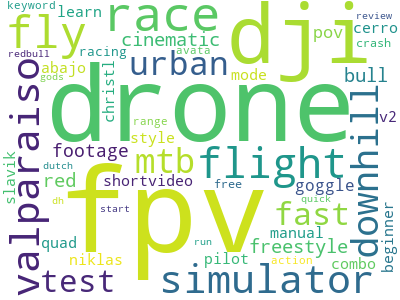 keyword
learn
race
dji
review
fly
cinematic
pov
cerro
redbull
racing
avata
crash
gods
abajo
christl
urban
mode
bull
valparaiso
drone
downhill
range
v2
footage
style
mtb
flight
slavik
dutch
red
shortvideo
free
goggle
beginner
dh
fpv
start
fast
quick
manual
quad
run
freestyle
niklas
pilot
action
combo
test
simulator